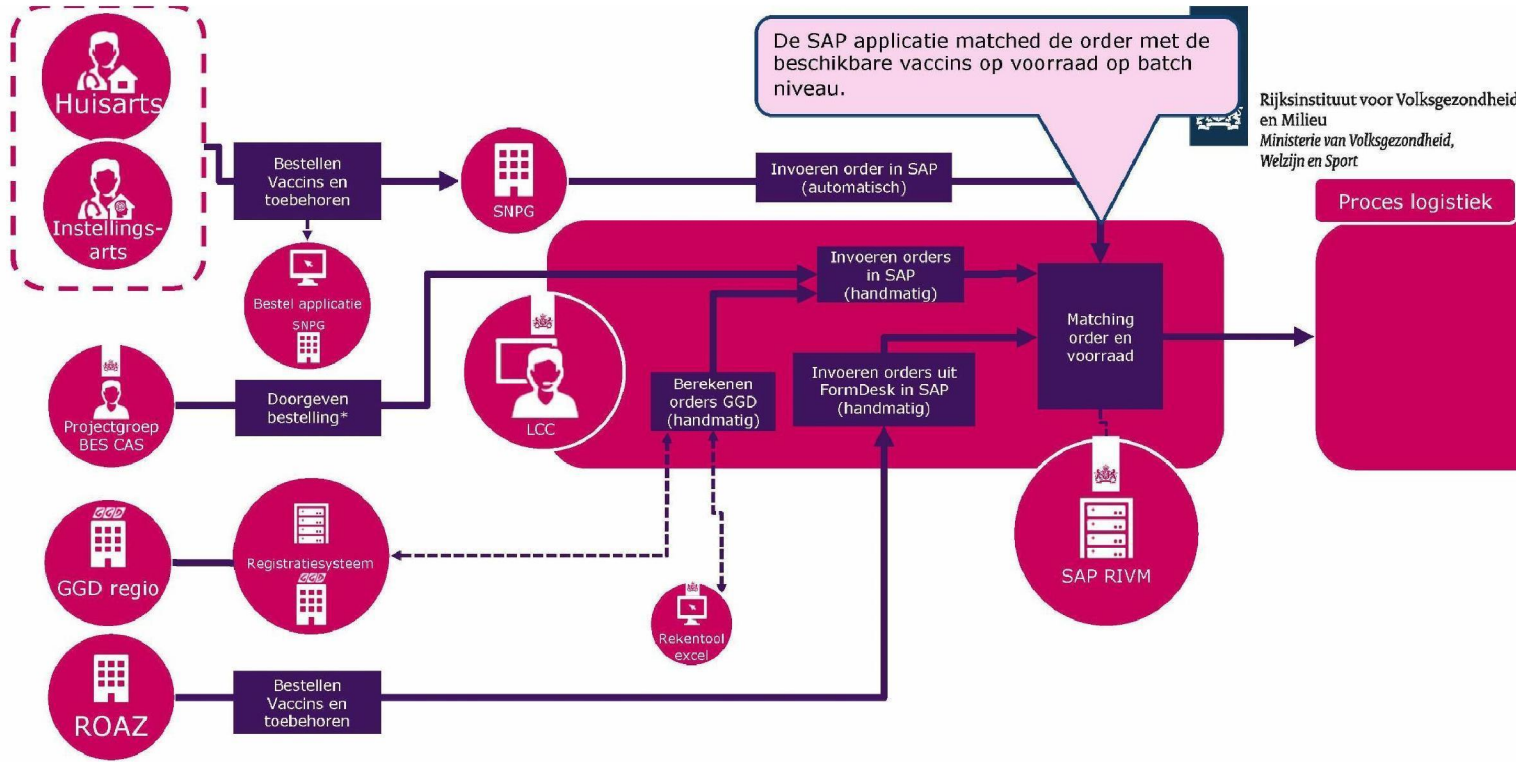 De SAP applicatie matched de order met de
beschikbare vaccins op voorraad op batch
niveau.
Rijksinstituut voor Volksgezondheid
en Milieu
Ministerie van Volksgezondheid,
Welzijn en Sport
Huisarts
Instellings-
arts
Bestellen
Vaccins en
toebehoren
SNPG
Invoeren order in SAP
(automatisch)
Proces logistiek
Bestel applicatie
SNPG
Invoeren orders
in SAP
(handmatig)
Matching
order en
voorraad
Projectgroep
BES CAS
Doorgeven
bestelling*
LCC
Berekenen
orders GGD
(handmatig)
Invoeren orders uit
FormDesk in SAP
(handmatig)
SAP RIVM
GGD
GGD regio
Registratiesysteem
GGD
Rekentool
excel
ROAZ
Bestellen
Vaccins en
toebehoren